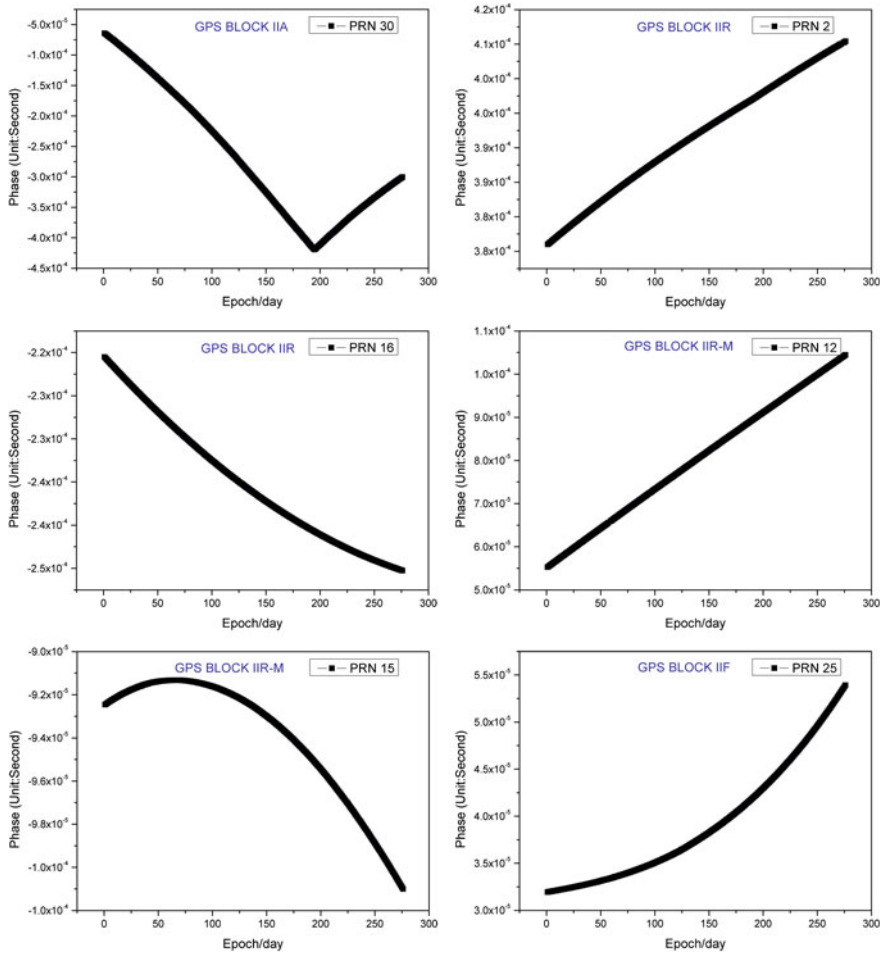 GPS BLOCK IIA
PRN 30
-5.0x10-5
-1.0x10-4
-1.5x10-4
-2.0x10-4
-2.5x10-4
-3.0x10-4
-3.5x10-4
-4.0x10-4
-4.5x10-4
Phase (Unit:Second)
0 50 100 150 200 250 300
Epoch/day
GPS BLOCK IIR
PRN 2
4.2x10-4
4.1x10-4
4.0x10-4
4.0x10-4
3.9x10-4
3.9x10-4
3.8x10-4
3.8x10-4
Phase (Unit:Second)
0 50 100 150 200 250 300
Epoch/day
GPS BLOCK IIR
PRN 16
-2.2x10-4
-2.3x10-4
-2.3x10-4
-2.4x10-4
-2.4x10-4
-2.5x10-4
Phase (Unit:Second)
0 50 100 150 200 250 300
Epoch/day
GPS BLOCK IIR-M
PRN 12
1.1x10-4
1.0x10-4
9.0x10-5
8.0x10-5
7.0x10-5
6.0x10-5
5.0x10-5
Phase (Unit:Second)
0 50 100 150 200 250 300
Epoch/day
GPS BLOCK IIR-M
PRN 15
-9.0x10-5
-9.2x10-5
-9.4x10-5
-9.6x10-5
-9.8x10-5
-1.0x10-4
-1.0x10-4
Phase (Unit:Second)
0 50 100 150 200 250 300
Epoch/day
GPS BLOCK IIF
PRN 25
5.5x10-5
5.0x10-5
4.5x10-5
4.0x10-5
3.5x10-5
3.0x10-5
Phase (Unit:Second)
0 50 100 150 200 250 300
Epoch/day